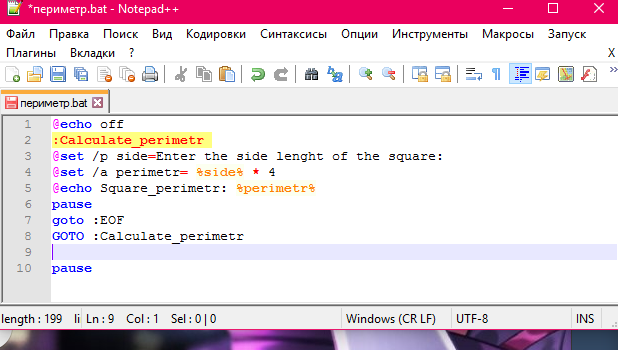 *периметр.bat - Notepad++
Файл Правка Поиск Вид Кодировки Синтаксисы Опции Инструменты Макросы Запуск
Плагины Вкладки ? X
периметр.bat
1 @echo off
2 :Calculate_perimetr
3 @set /p side=Enter the side lenght of the square:
4 @set /a perimetr= %side% * 4
5 @echo Square_perimetr: %perimetr%
6 pause
7 goto :EOF
8 GOTO :Calculate_perimetr
9
10 pause
length : 199 li Ln : 9 Col : 1 Sel : 0 | 0 Windows (CR LF) UTF-8 INS